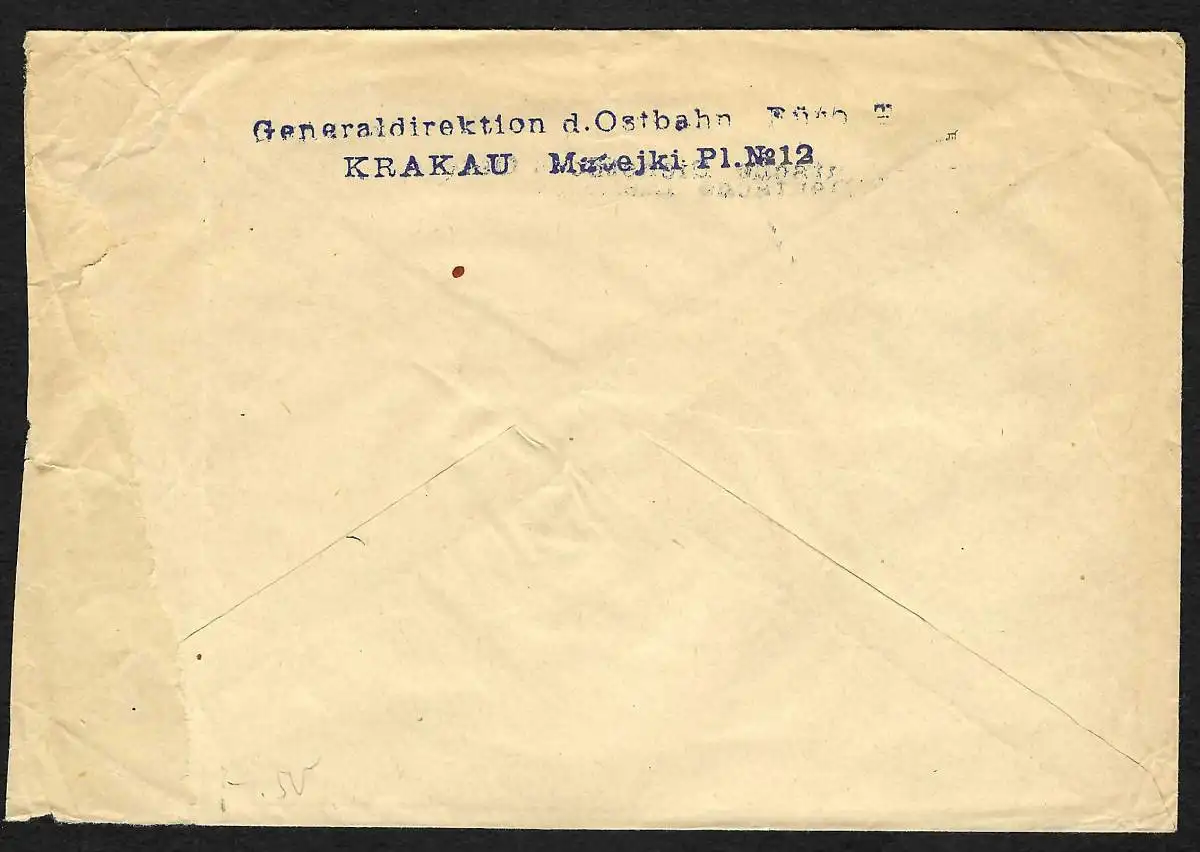 Generaldirektion d.Ostbahn
KRAKAU Matejki Pl.№12